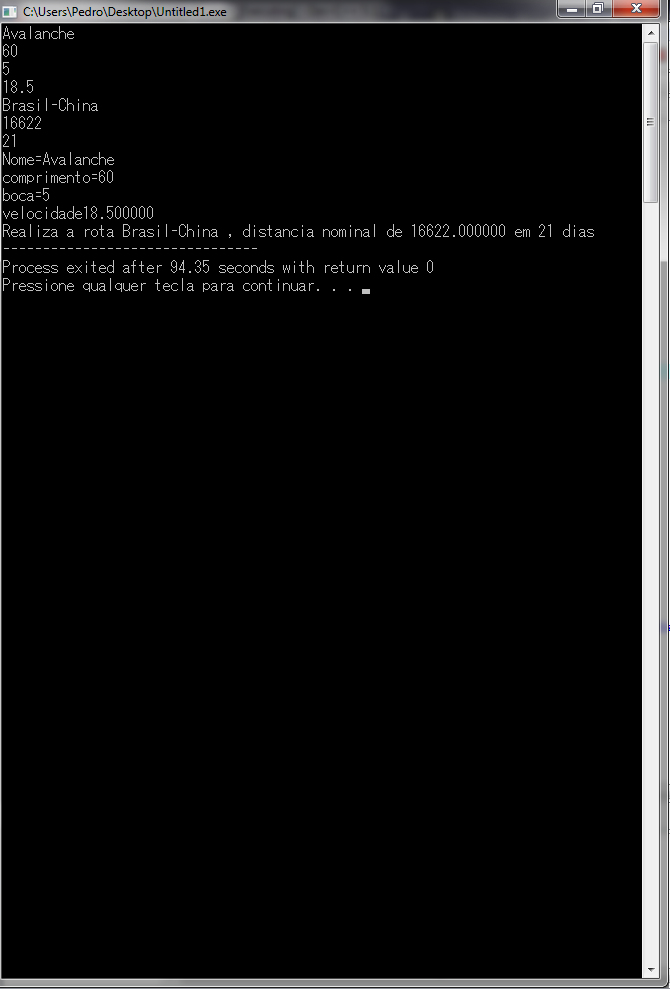 C:\Users\Pedro\Desktop\Untitled1.exe
Avalanche
60
5
18.5
Brasil-China
16622
21
Nome=Avalanche
comprimento=60
boca=5
velocidade18.500000
Realiza a rota Brasil-China , distancia nominal de 16622.000000 em 21 dias
--------------------------------
Process exited after 94.35 seconds with return value 0
Pressione qualquer tecla para continuar. . .